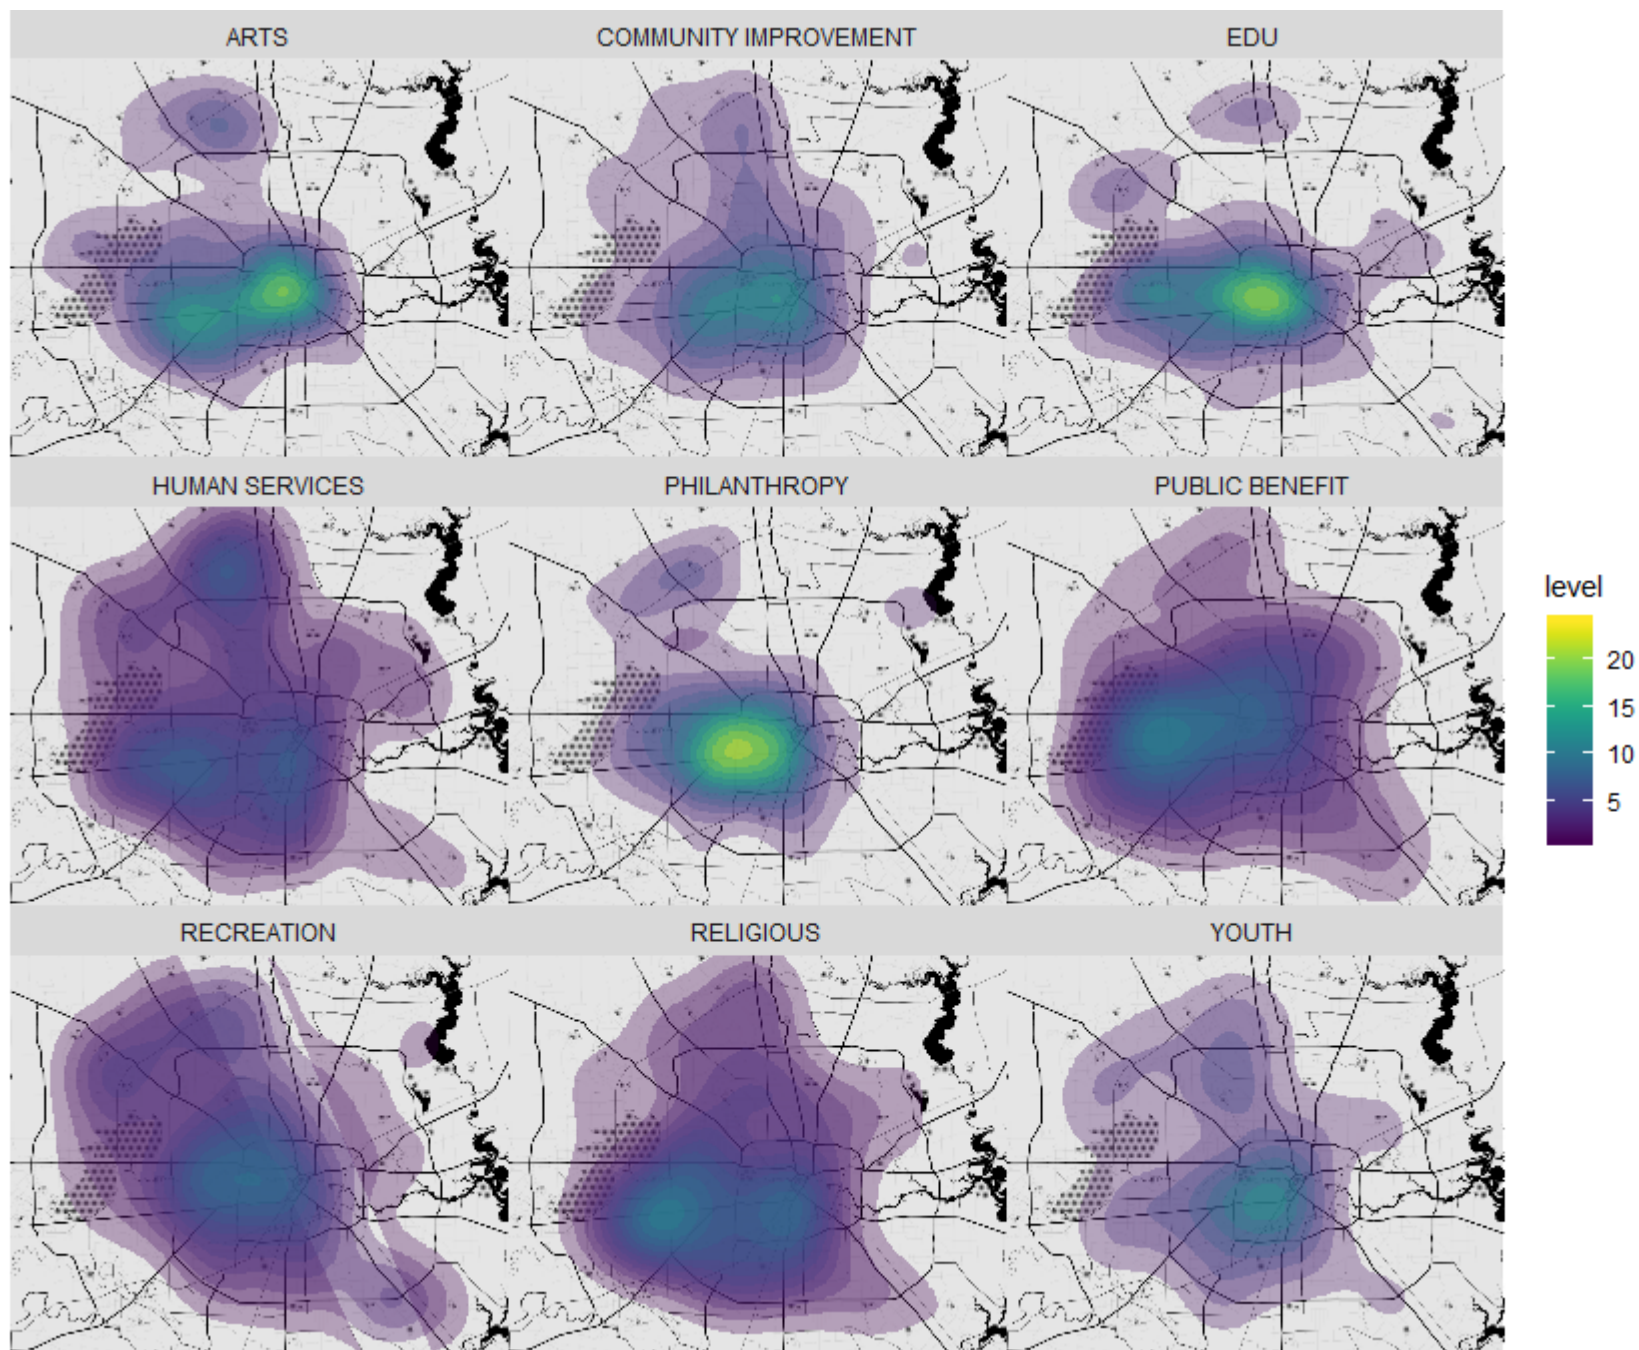 ARTS
COMMUNITY IMPROVEMENT
EDU
HUMAN SERVICES
PHILANTHROPY
PUBLIC BENEFIT
level
20
15
10
5
RECREATION
RELIGIOUS
YOUTH